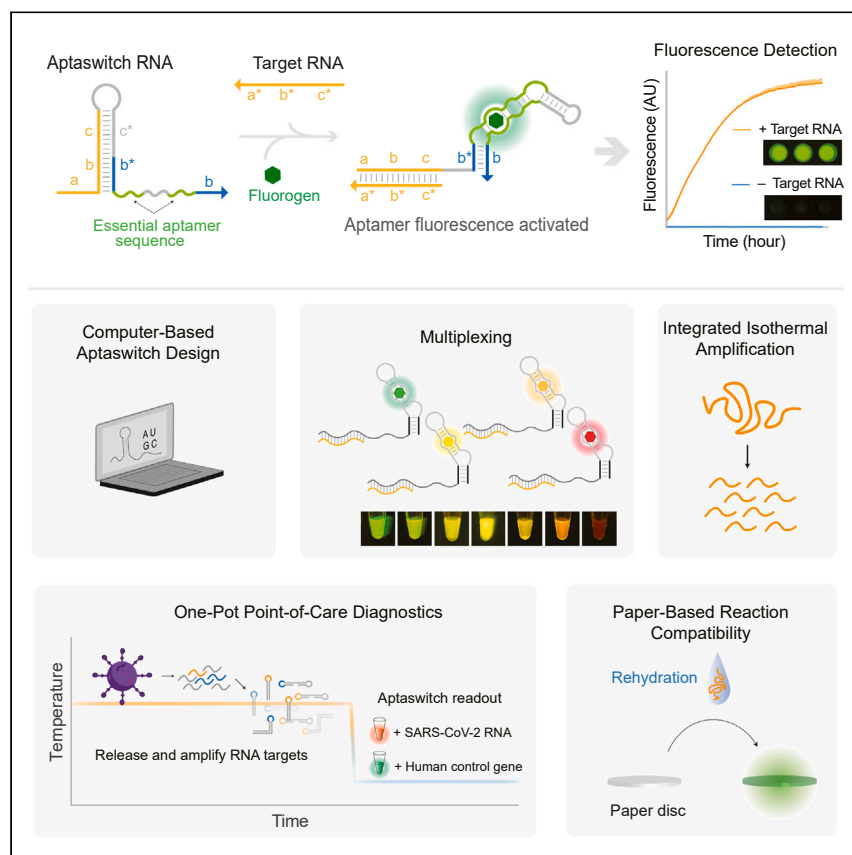 Aptaswitch RNA
Target RNA
Fluorescence Detection
a* b* c*
c
c*
b
b*
a
b
Essential aptamer
sequence
Fluorogen
a b c
b* b
a* b* c*
Aptamer fluorescence activated
Fluorescence (AU)
+ Target RNA
− Target RNA
Time (hour)
Computer-Based
Aptaswitch Design
A U
G C
Multiplexing
Integrated Isothermal
Amplification
One-Pot Point-of-Care Diagnostics
Temperature
Release and amplify RNA targets
Aptaswitch readout
+ SARS-CoV-2 RNA
+ Human control gene
Time
Paper-Based Reaction
Compatibility
Rehydration
Paper disc